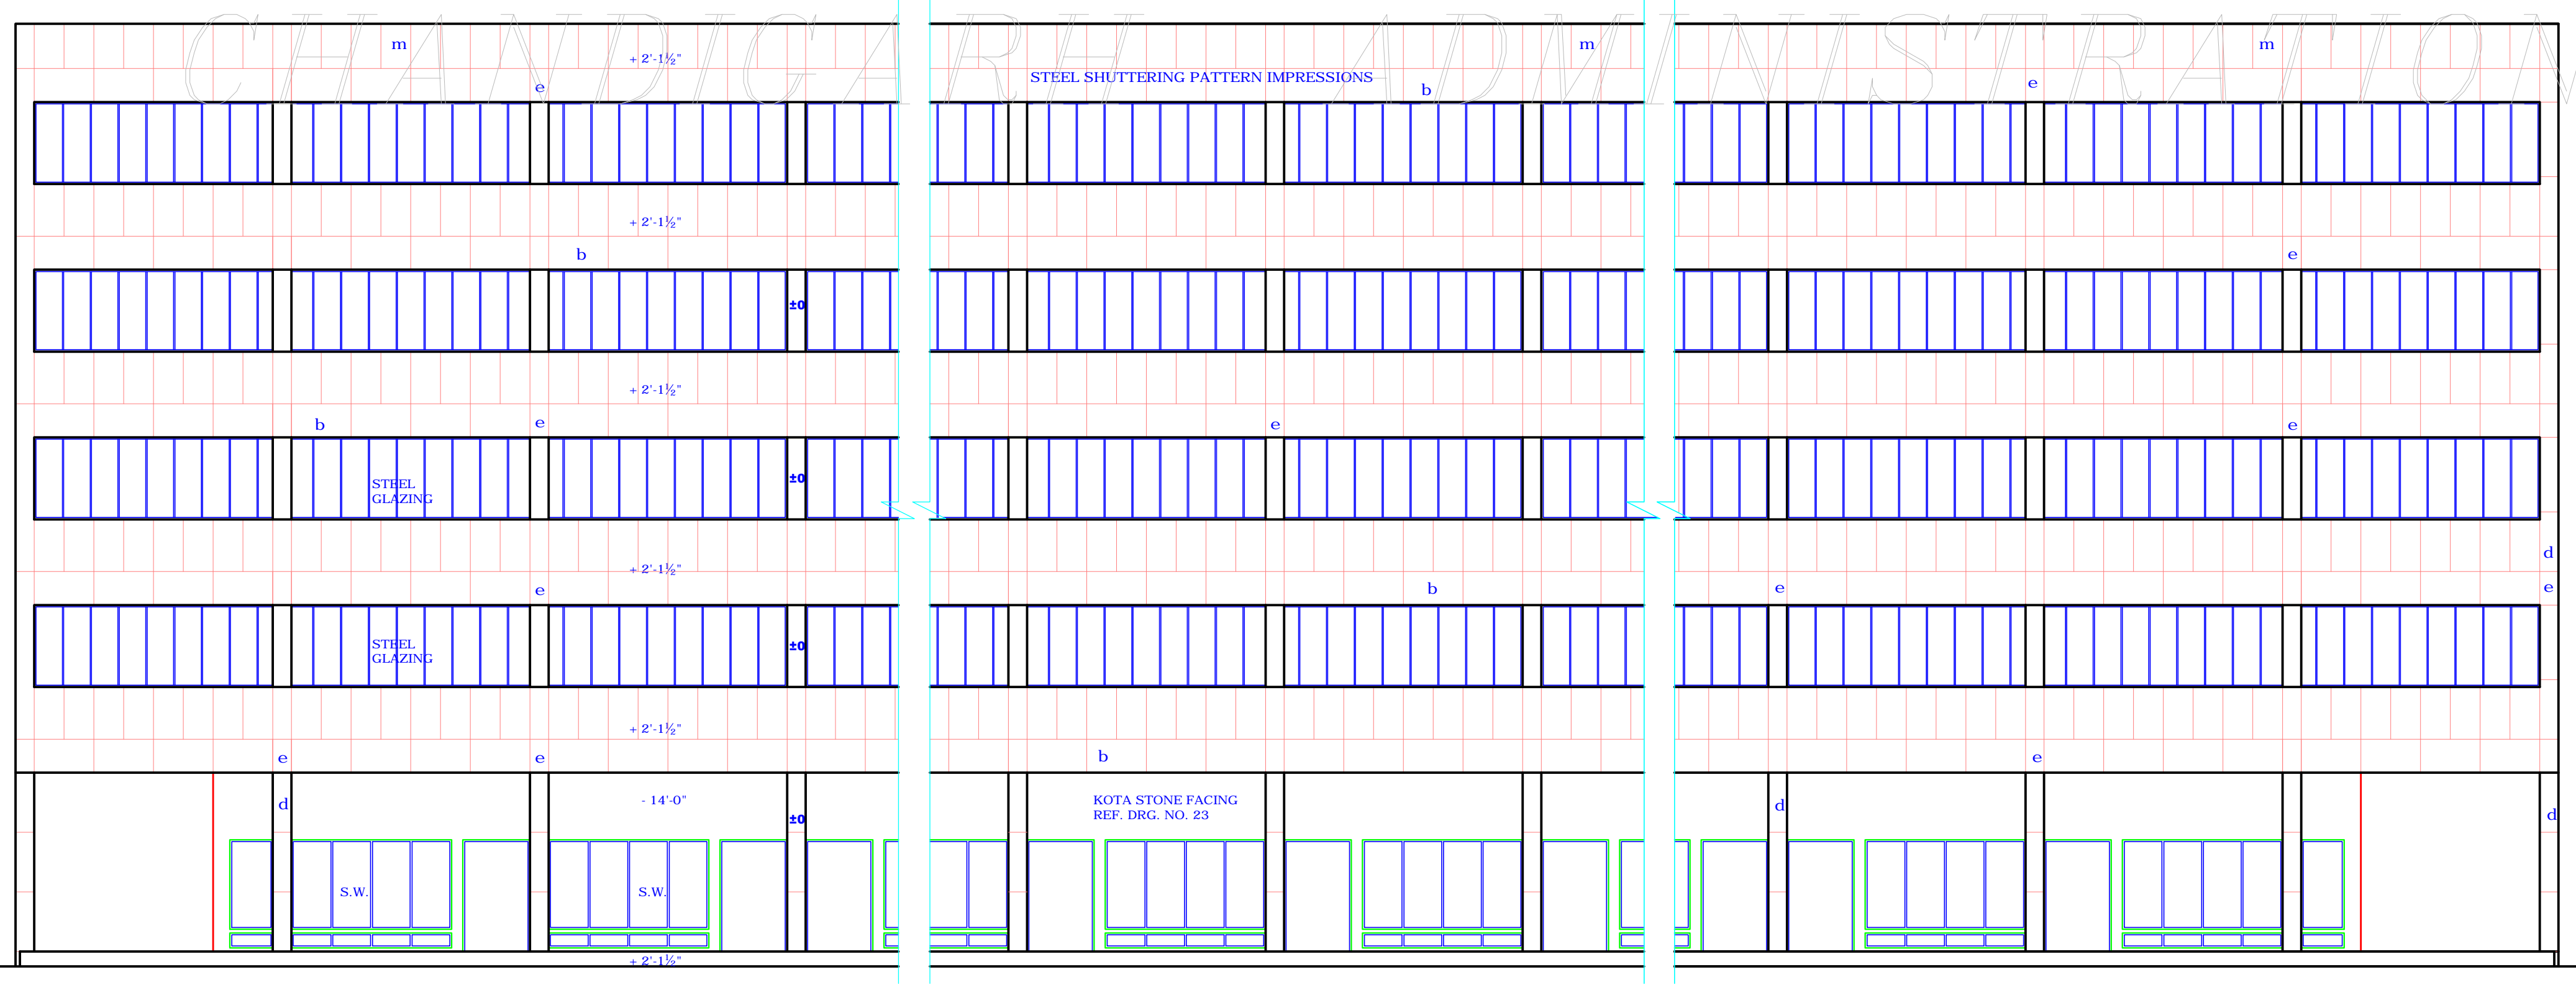 CHANDIGARH ADMINISTRATION
m m m
+ 2'-1½"
STEEL SHUTTERING PATTERN IMPRESSIONS
e b e
+ 2'-1½"
b e
±0
+ 2'-1½"
b e e e
STEEL
GLAZING
±0
d
+ 2'-1½"
e b e e
STEEL
GLAZING
±0
+ 2'-1½"
e e b e
- 14'-0"
KOTA STONE FACING
REF. DRG. NO. 23
d ±0 d d
S.W. S.W.
+ 2'-1½"